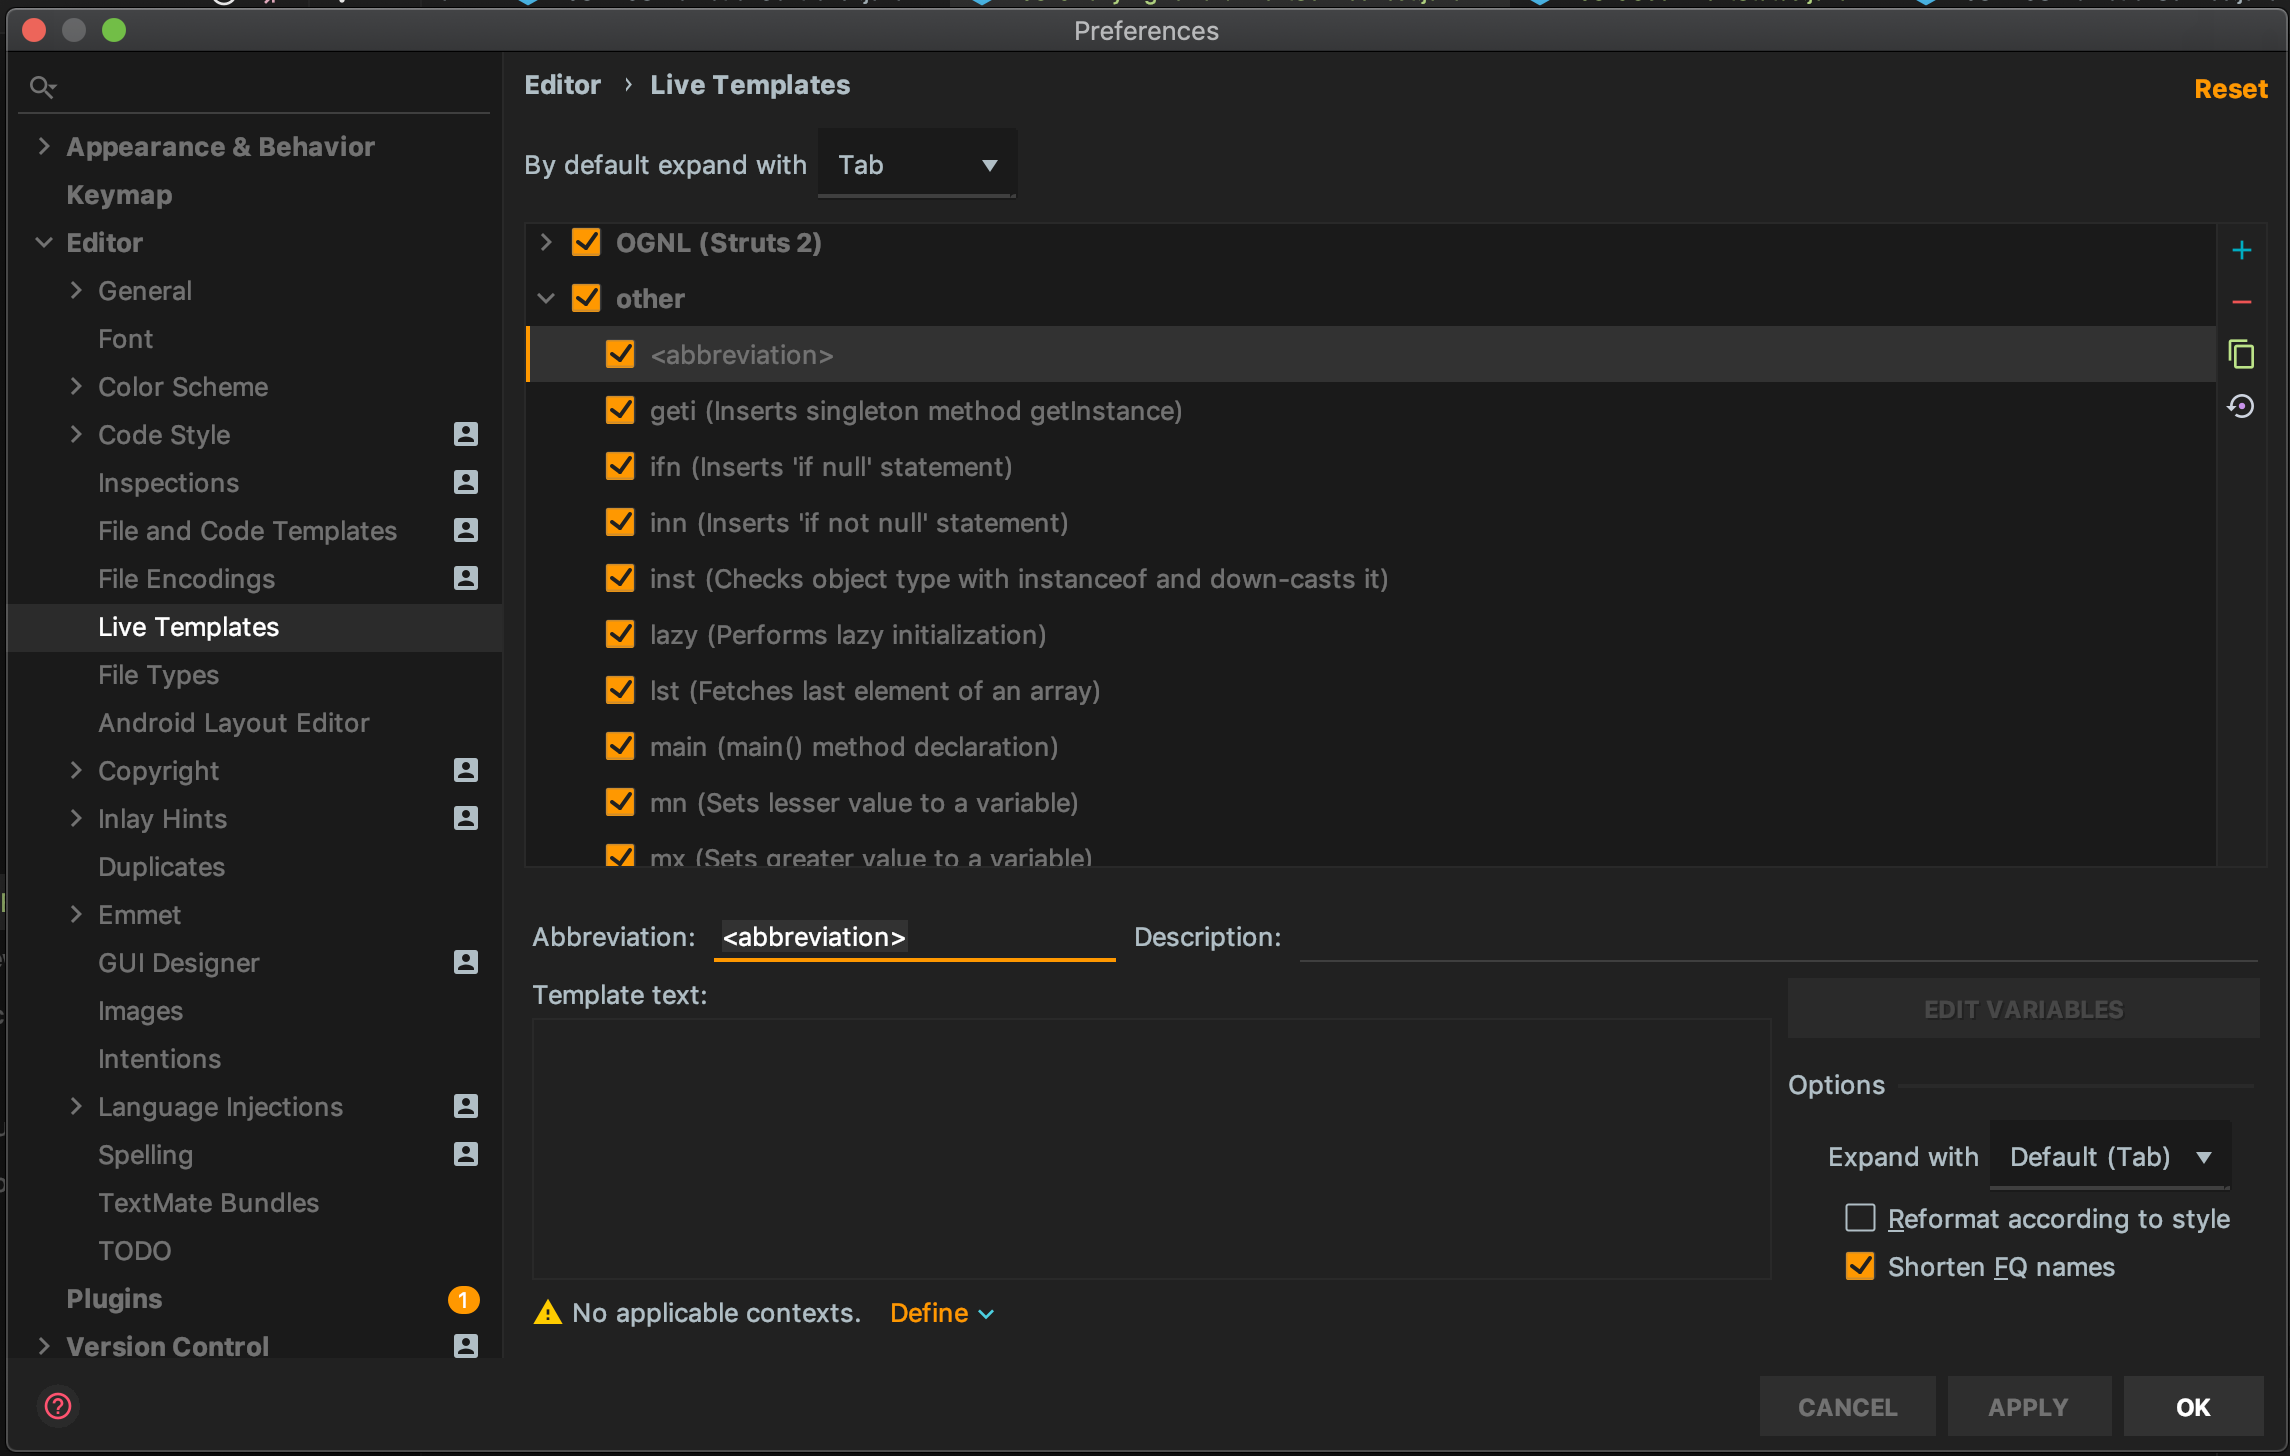 Preferences
Editor › Live Templates
Reset
By default expand with Tab
Appearance & Behavior
Keymap
Editor
General
Font
Color Scheme
Code Style
Inspections
File and Code Templates
File Encodings
Live Templates
File Types
Android Layout Editor
Copyright
Inlay Hints
Duplicates
Emmet
GUI Designer
Images
Intentions
Language Injections
Spelling
TextMate Bundles
TODO
Plugins 1
Version Control
OGNL (Struts 2)
other
<abbreviation>
geti (Inserts singleton method getInstance)
ifn (Inserts 'if null' statement)
inn (Inserts 'if not null' statement)
inst (Checks object type with instanceof and down-casts it)
lazy (Performs lazy initialization)
lst (Fetches last element of an array)
main (main() method declaration)
mn (Sets lesser value to a variable)
mx (Sets greater value to a variable)
Abbreviation: <abbreviation> Description:
Template text:
EDIT VARIABLES
Options
Expand with Default (Tab)
Reformat according to style
Shorten FQ names
No applicable contexts. Define
CANCEL APPLY OK